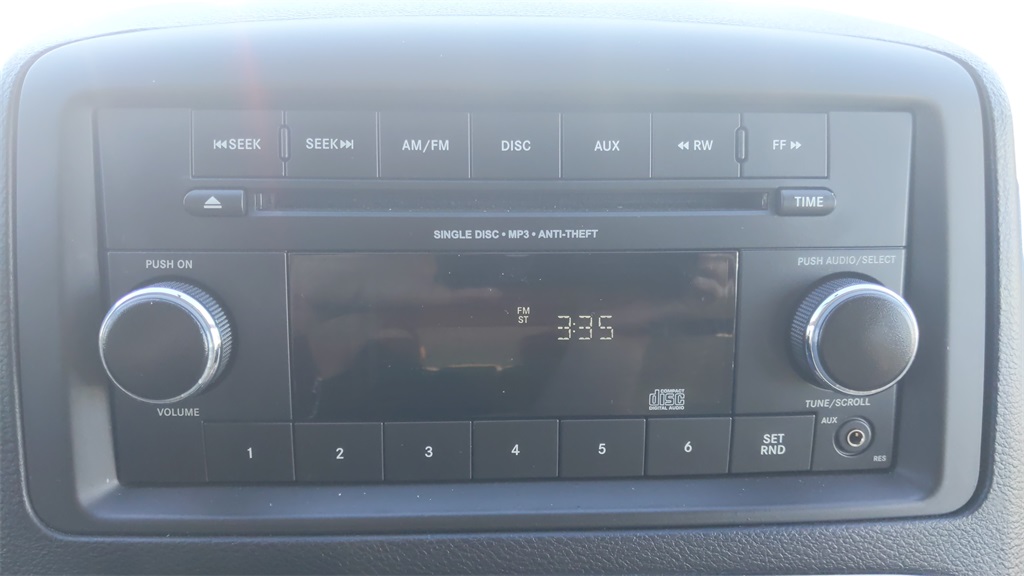 ⏮SEEK SEEK⏭ AM/FM DISC AUX ◀◀ RW FF ▶▶
TIME
SINGLE DISC • MP3 • ANTI-THEFT
PUSH ON
PUSH AUDIO/SELECT
FM
ST
3:35
COMPACT
disc
DIGITAL AUDIO
VOLUME
TUNE/SCROLL
AUX
1 2 3 4 5 6 SET
RND
RES